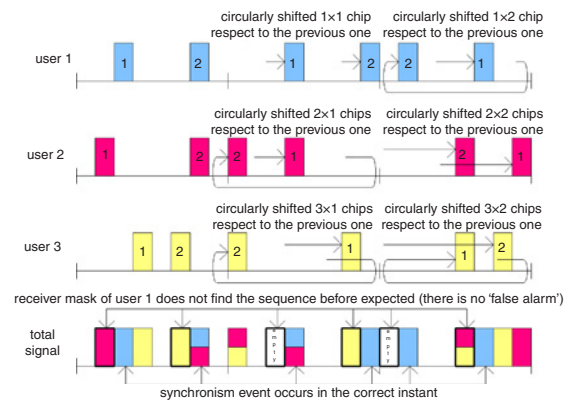 circularly shifted 1×1 chip
respect to the previous one
circularly shifted 1×2 chip
respect to the previous one
user 1
1
2
1
2
2
1
circularly shifted 2×1 chips
respect to the previous one
circularly shifted 2×2 chips
respect to the previous one
user 2
1
2
2
1
2
1
circularly shifted 3×1 chips
respect to the previous one
circularly shifted 3×2 chips
respect to the previous one
user 3
1
2
2
1
1
2
receiver mask of user 1 does not find the sequence before expected (there is no 'false alarm')
total
signal
empty
empty
synchronism event occurs in the correct instant